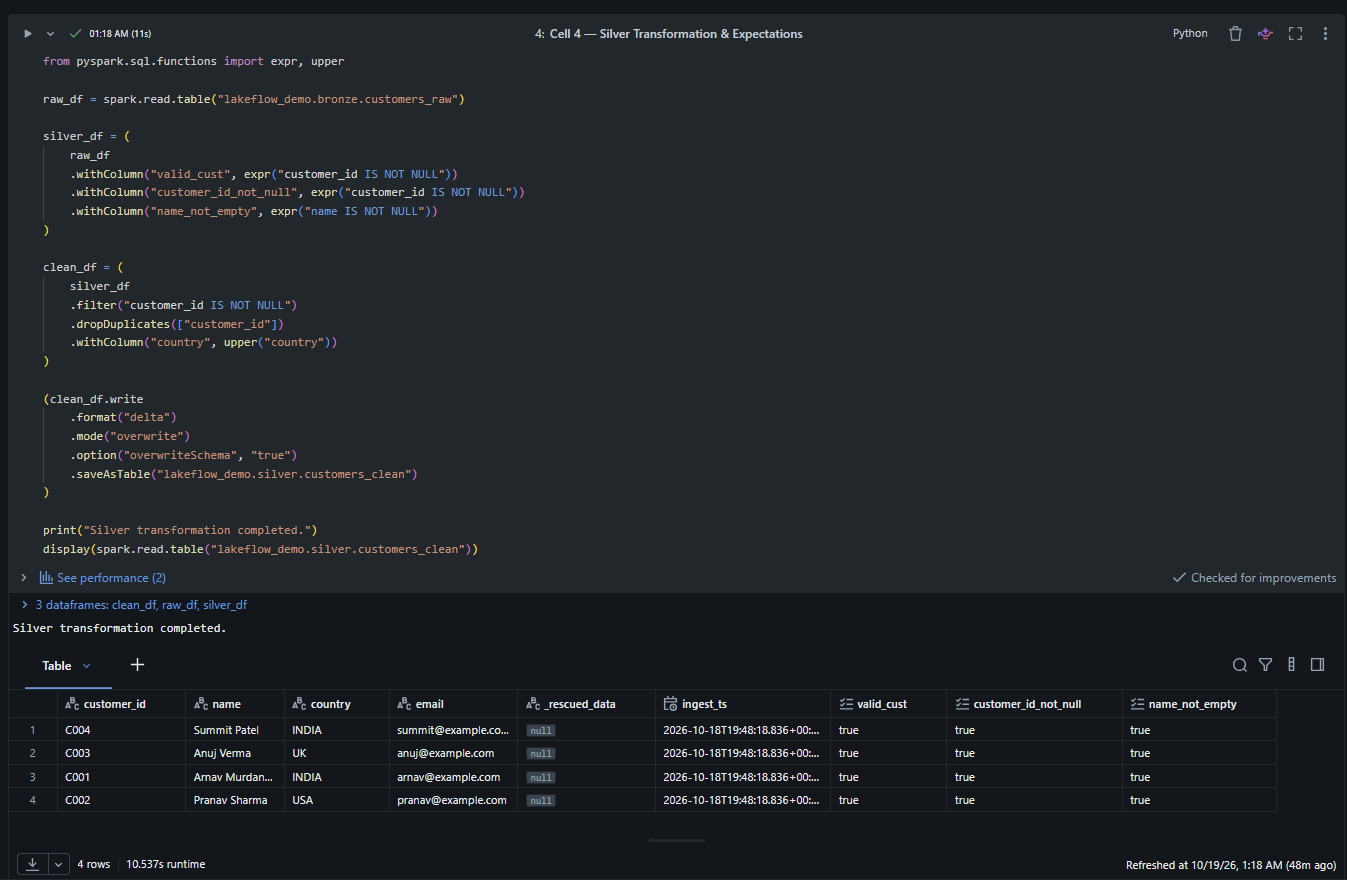 01:18 AM (11s)
4: Cell 4 — Silver Transformation & Expectations
Python
from pyspark.sql.functions import expr, upper
raw_df = spark.read.table("lakeflow_demo.bronze.customers_raw")
silver_df = (
raw_df
.withColumn("valid_cust", expr("customer_id IS NOT NULL"))
.withColumn("customer_id_not_null", expr("customer_id IS NOT NULL"))
.withColumn("name_not_empty", expr("name IS NOT NULL"))
)
clean_df = (
silver_df
.filter("customer_id IS NOT NULL")
.dropDuplicates(["customer_id"])
.withColumn("country", upper("country"))
)
(clean_df.write
.format("delta")
.mode("overwrite")
.option("overwriteSchema", "true")
.saveAsTable("lakeflow_demo.silver.customers_clean")
)
print("Silver transformation completed.")
display(spark.read.table("lakeflow_demo.silver.customers_clean"))
See performance (2)
Checked for improvements
3 dataframes: clean_df, raw_df, silver_df
Silver transformation completed.
Table
customer_id name country email _rescued_data ingest_ts valid_cust customer_id_not_null name_not_empty
1 C004 Summit Patel INDIA summit@example.co... null 2026-10-18T19:48:18.836+00:... true true true
2 C003 Anuj Verma UK anuj@example.com null 2026-10-18T19:48:18.836+00:... true true true
3 C001 Arnav Murdan... INDIA arnav@example.com null 2026-10-18T19:48:18.836+00:... true true true
4 C002 Pranav Sharma USA pranav@example.com null 2026-10-18T19:48:18.836+00:... true true true
4 rows
10.537s runtime
Refreshed at 10/19/26, 1:18 AM (48m ago)